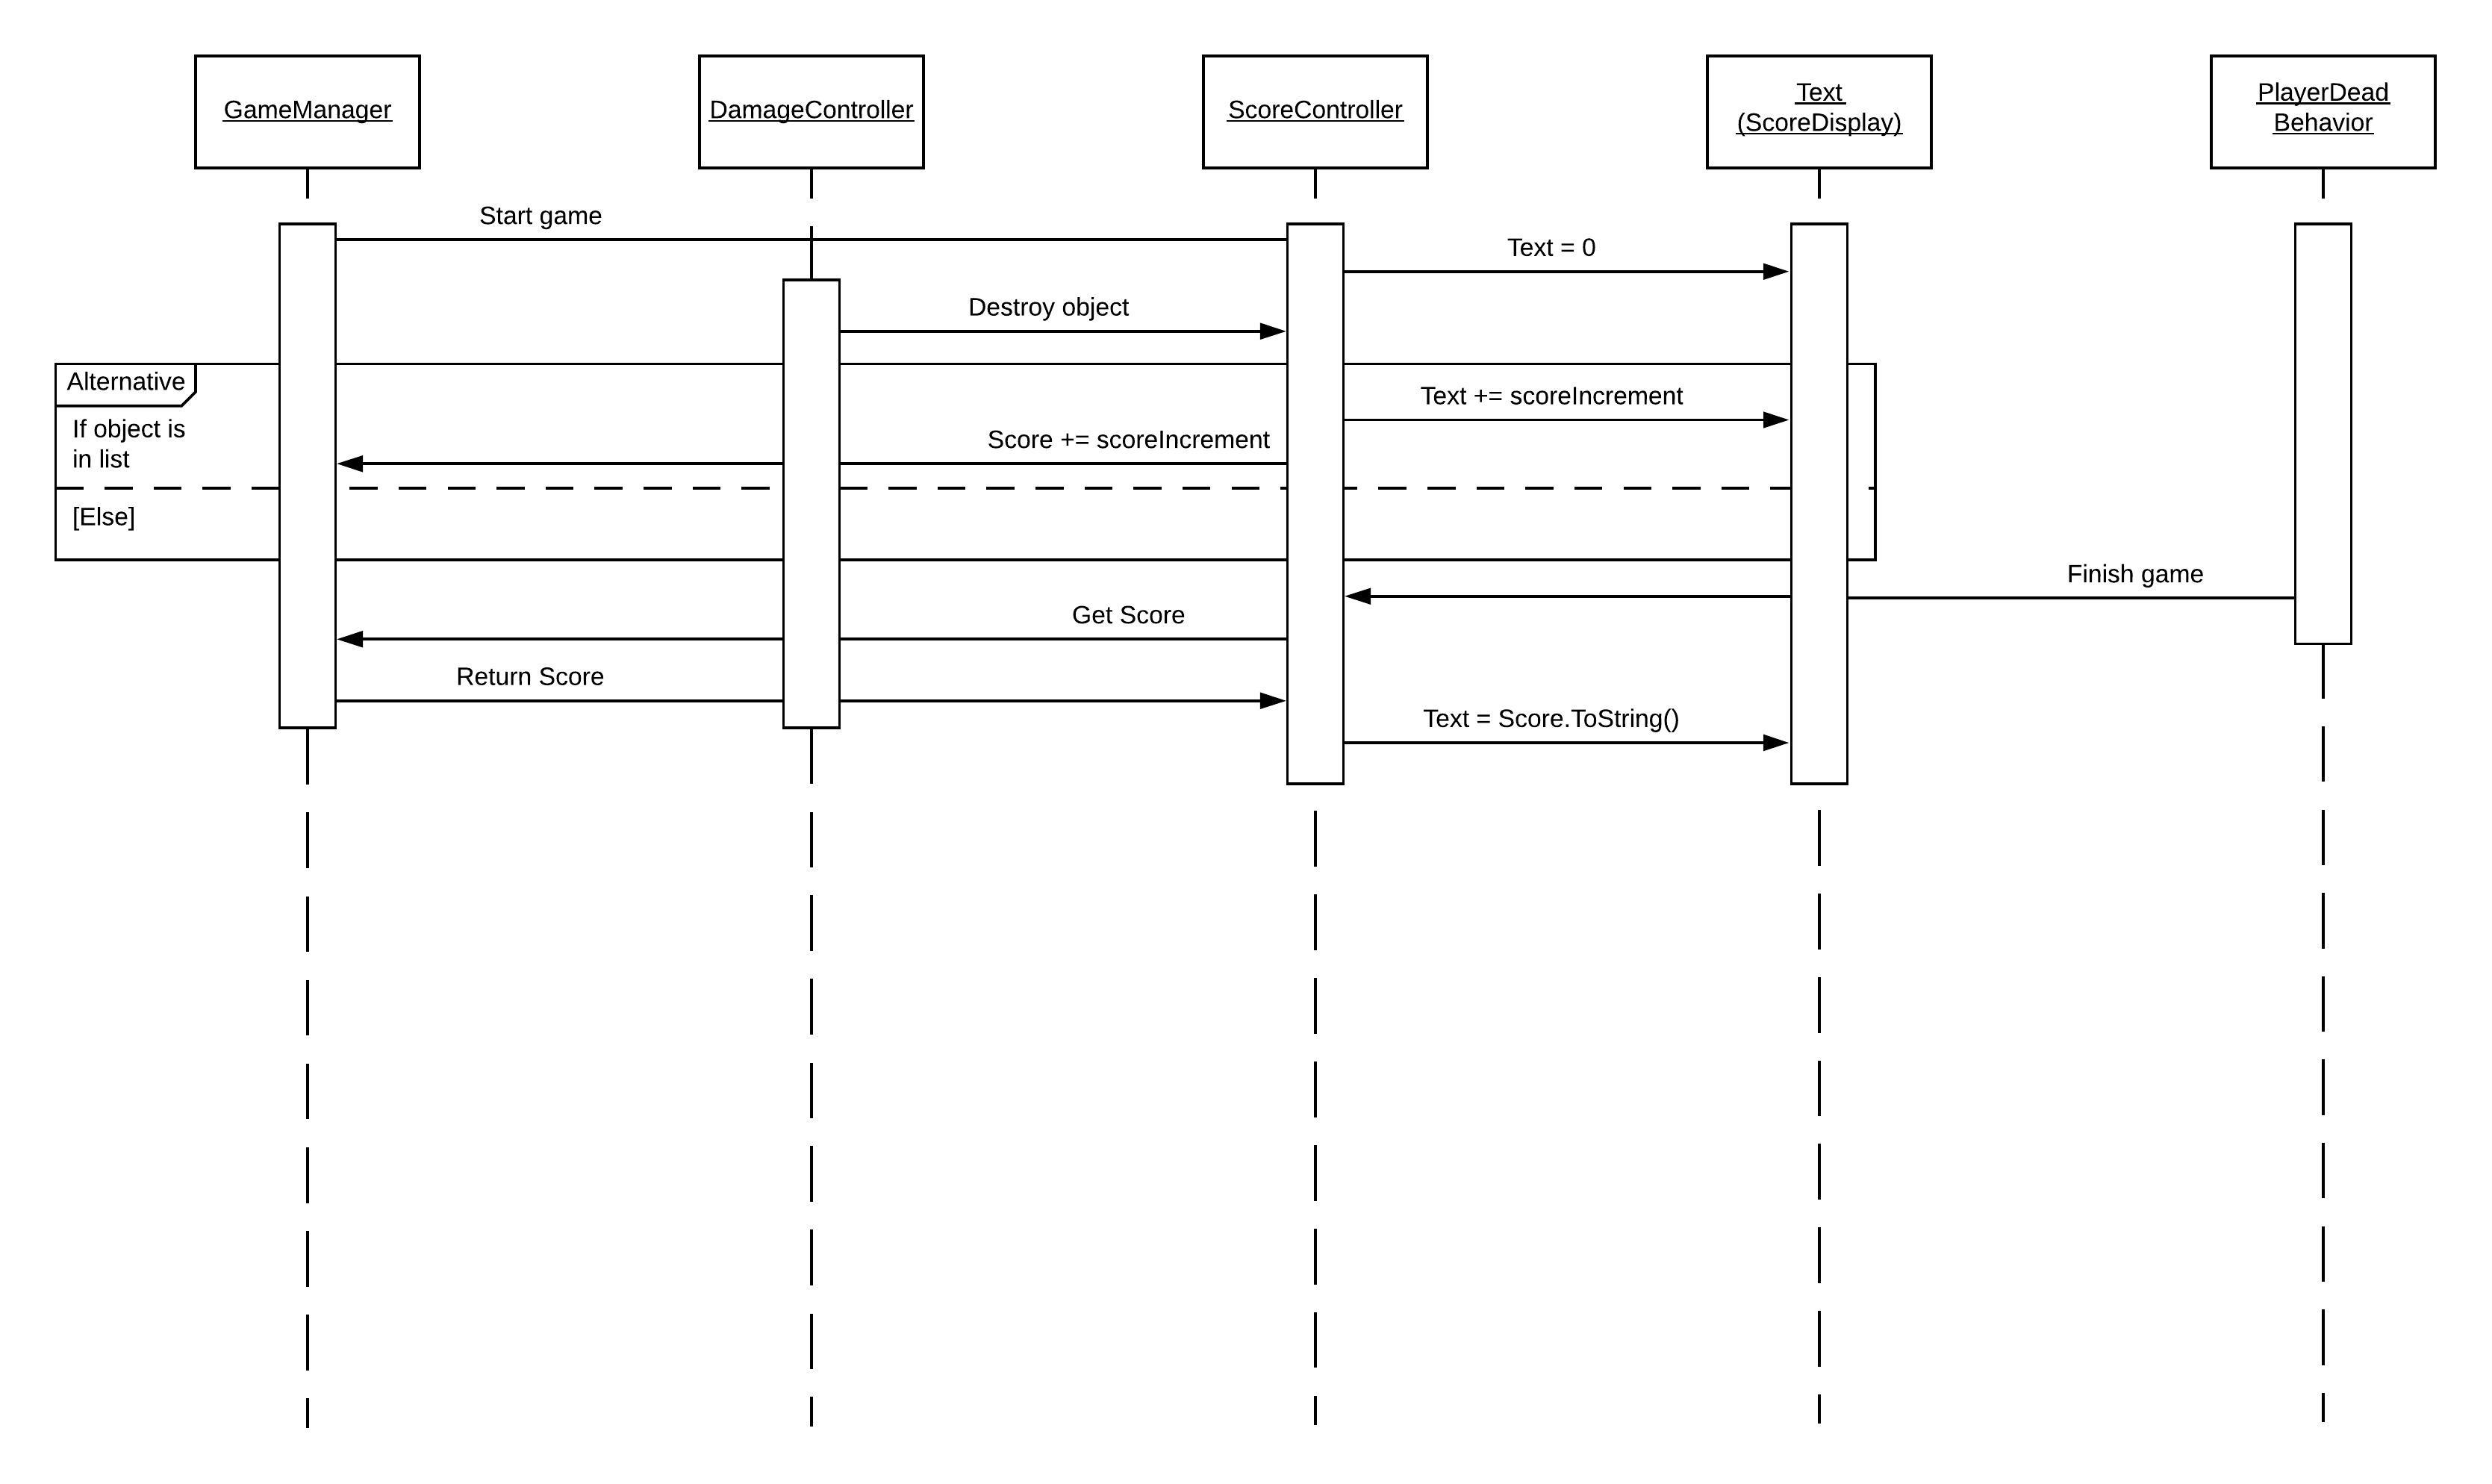 GameManager
DamageController
ScoreController
Text
(ScoreDisplay)
PlayerDead
Behavior
Start game
Text = 0
Destroy object
Alternative
Text += scoreIncrement
If object is
in list
Score += scoreIncrement
[Else]
Finish game
Get Score
Return Score
Text = Score.ToString()